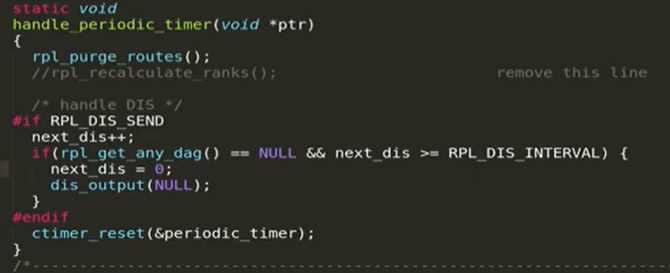 static void
handle_periodic_timer(void *ptr)
{
rpl_purge_routes();
//rpl_recalculate_ranks(); remove this line
/* handle DIS */
#if RPL_DIS_SEND
next_dis++;
if(rpl_get_any_dag() == NULL && next_dis >= RPL_DIS_INTERVAL) {
next_dis = 0;
dis_output(NULL);
}
#endif
ctimer_reset(&periodic_timer);
}
/*---------------------------------------------------------------------------